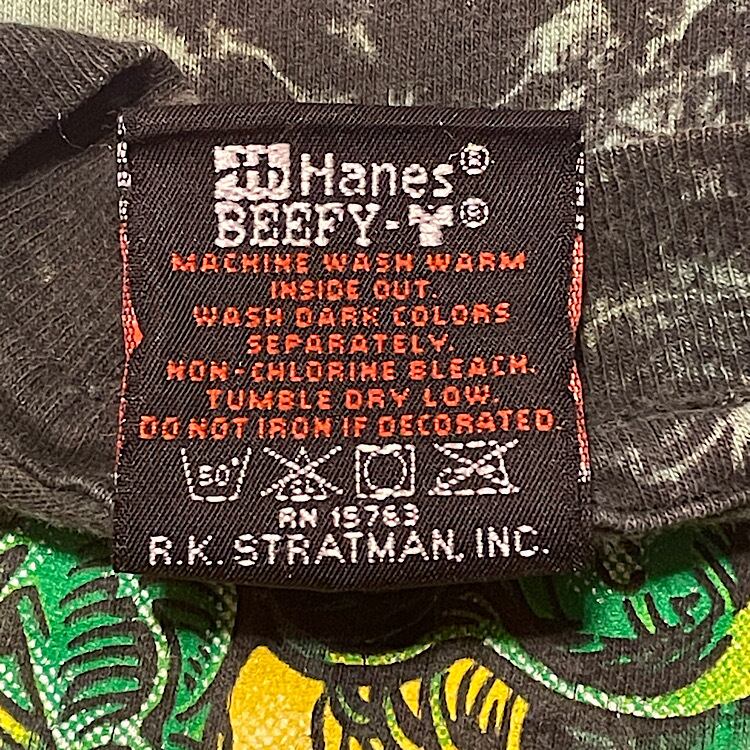 Hanes®
BEEFY-T®
MACHINE WASH WARM
INSIDE OUT.
WASH DARK COLORS
SEPARATELY.
NON-CHLORINE BLEACH.
TUMBLE DRY LOW.
DO NOT IRON IF DECORATED.
50°
RN 15763
R.K. STRATMAN, INC.